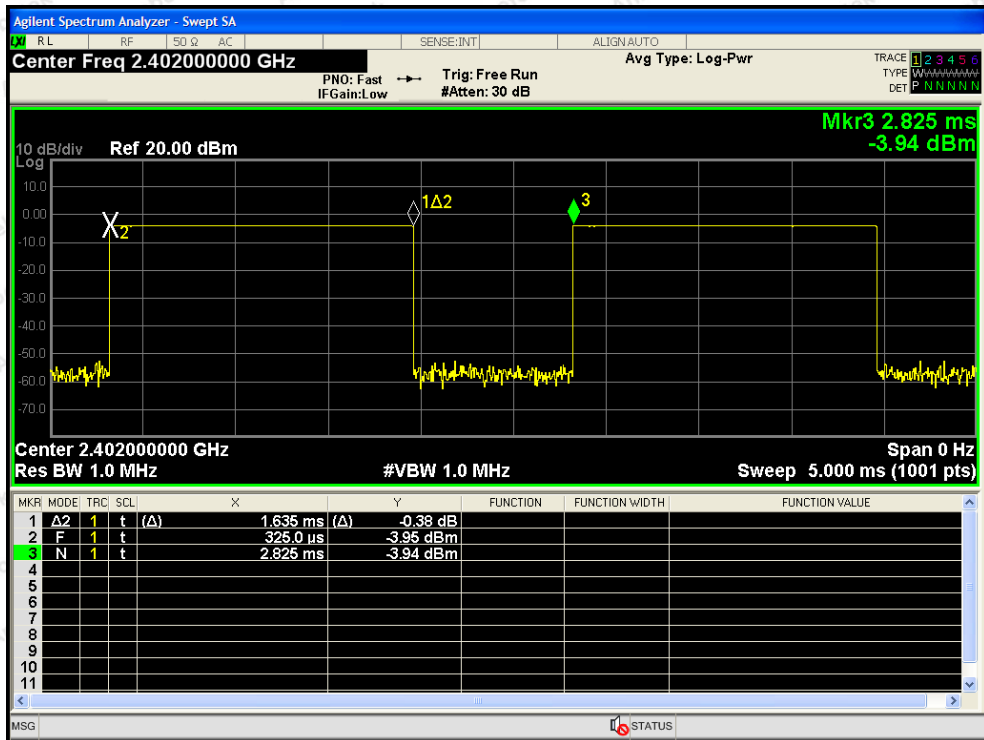 Agilent Spectrum Analyzer - Swept SA
LXI RL RF 50 Ω AC SENSE:INT ALIGN AUTO
Center Freq 2.402000000 GHz Avg Type: Log-Pwr TRACE 1 2 3 4 5 6
PNO: Fast Trig: Free Run TYPE WWWWWW
IFGain:Low #Atten: 30 dB DET P N N N N N
Mkr3 2.825 ms
10 dB/div Ref 20.00 dBm -3.94 dBm
Log
10.0
1Δ2 3
0.00
2
-10.0
-20.0
-30.0
-40.0
-50.0
-60.0
-70.0
Center 2.402000000 GHz Span 0 Hz
Res BW 1.0 MHz #VBW 1.0 MHz Sweep 5.000 ms (1001 pts)
MKR MODE TRC SCL X Y FUNCTION FUNCTION WIDTH FUNCTION VALUE
1 Δ2 1 t (Δ) 1.635 ms (Δ) -0.38 dB
2 F 1 t 325.0 µs -3.95 dBm
3 N 1 t 2.825 ms -3.94 dBm
4
5
6
7
8
9
10
11
MSG STATUS